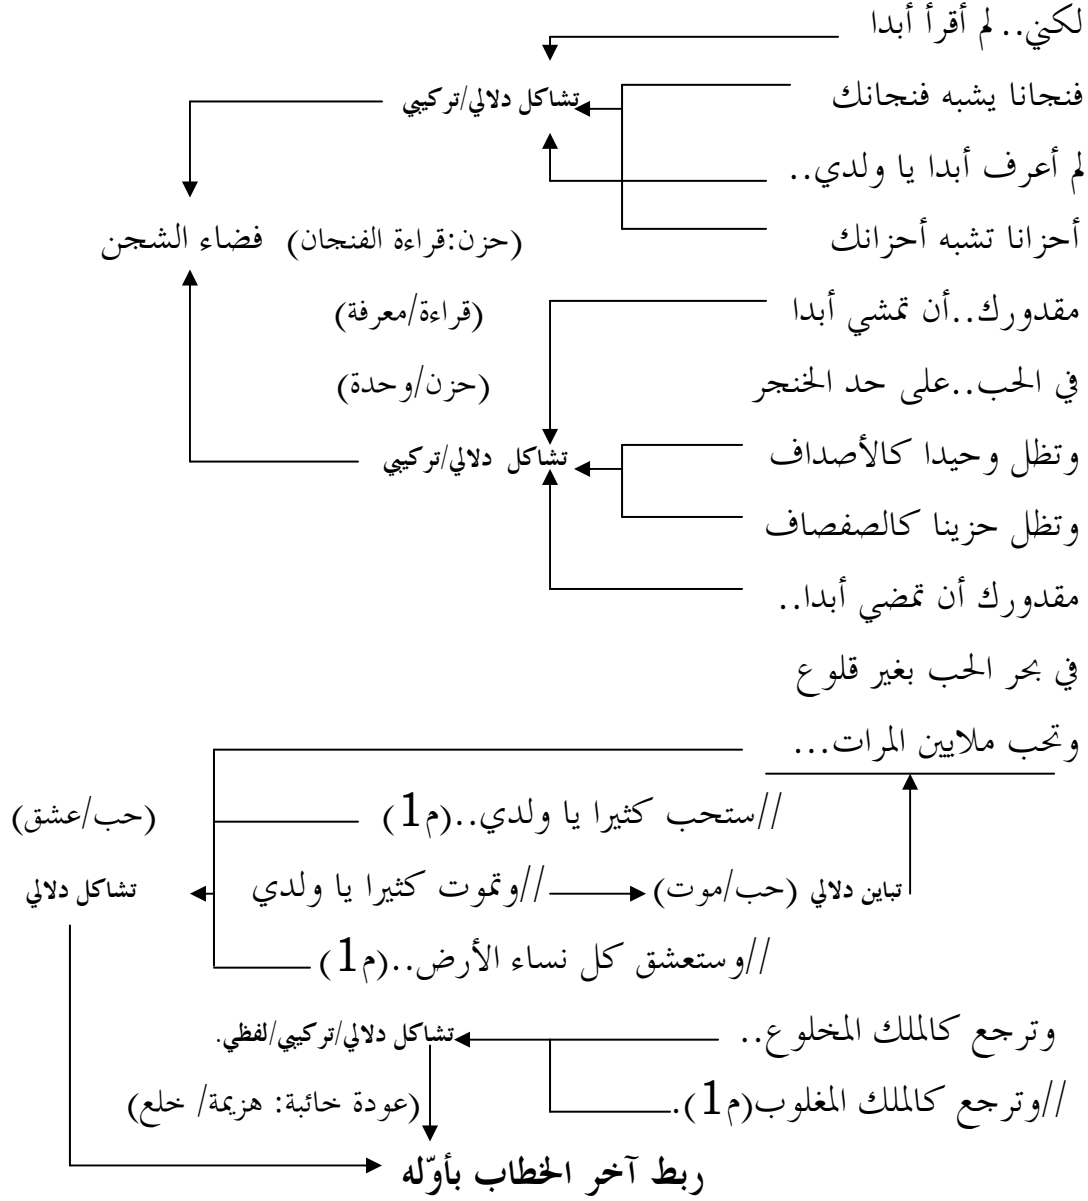 لكني.. لم أقرأ أبدا
فنجانا يشبه فنجانك
تشاكل دلالي/تركيبي
لم أعرف أبدا يا ولدي..
أحزانا تشبه أحزانك
(حزن:قراءة الفنجان) فضاء الشجن
مقدورك..أن تمشي أبدا
(قراءة/معرفة)
في الحب..على حد الخنجر
(حزن/وحدة)
وتظل وحيدا كالأصداف
تشاكل دلالي/تركيبي
وتظل حزينا كالصفصاف
مقدورك أن تمضي أبدا..
في بحر الحب بغير قلوع
وتحب ملايين المرات...
//ستحب كثيرا يا ولدي..(م1)
(حب/عشق)
تباين دلالي (حب/موت)
//وتموت كثيرا يا ولدي
تشاكل دلالي
//وستعشق كل نساء الأرض..(م1)
وترجع كالملك المخلوع..
تشاكل دلالي/تركيبي/لفظي.
//وترجع كالملك المغلوب(م1).
(عودة خائبة: هزيمة/ خلع)
ربط آخر الخطاب بأوّله